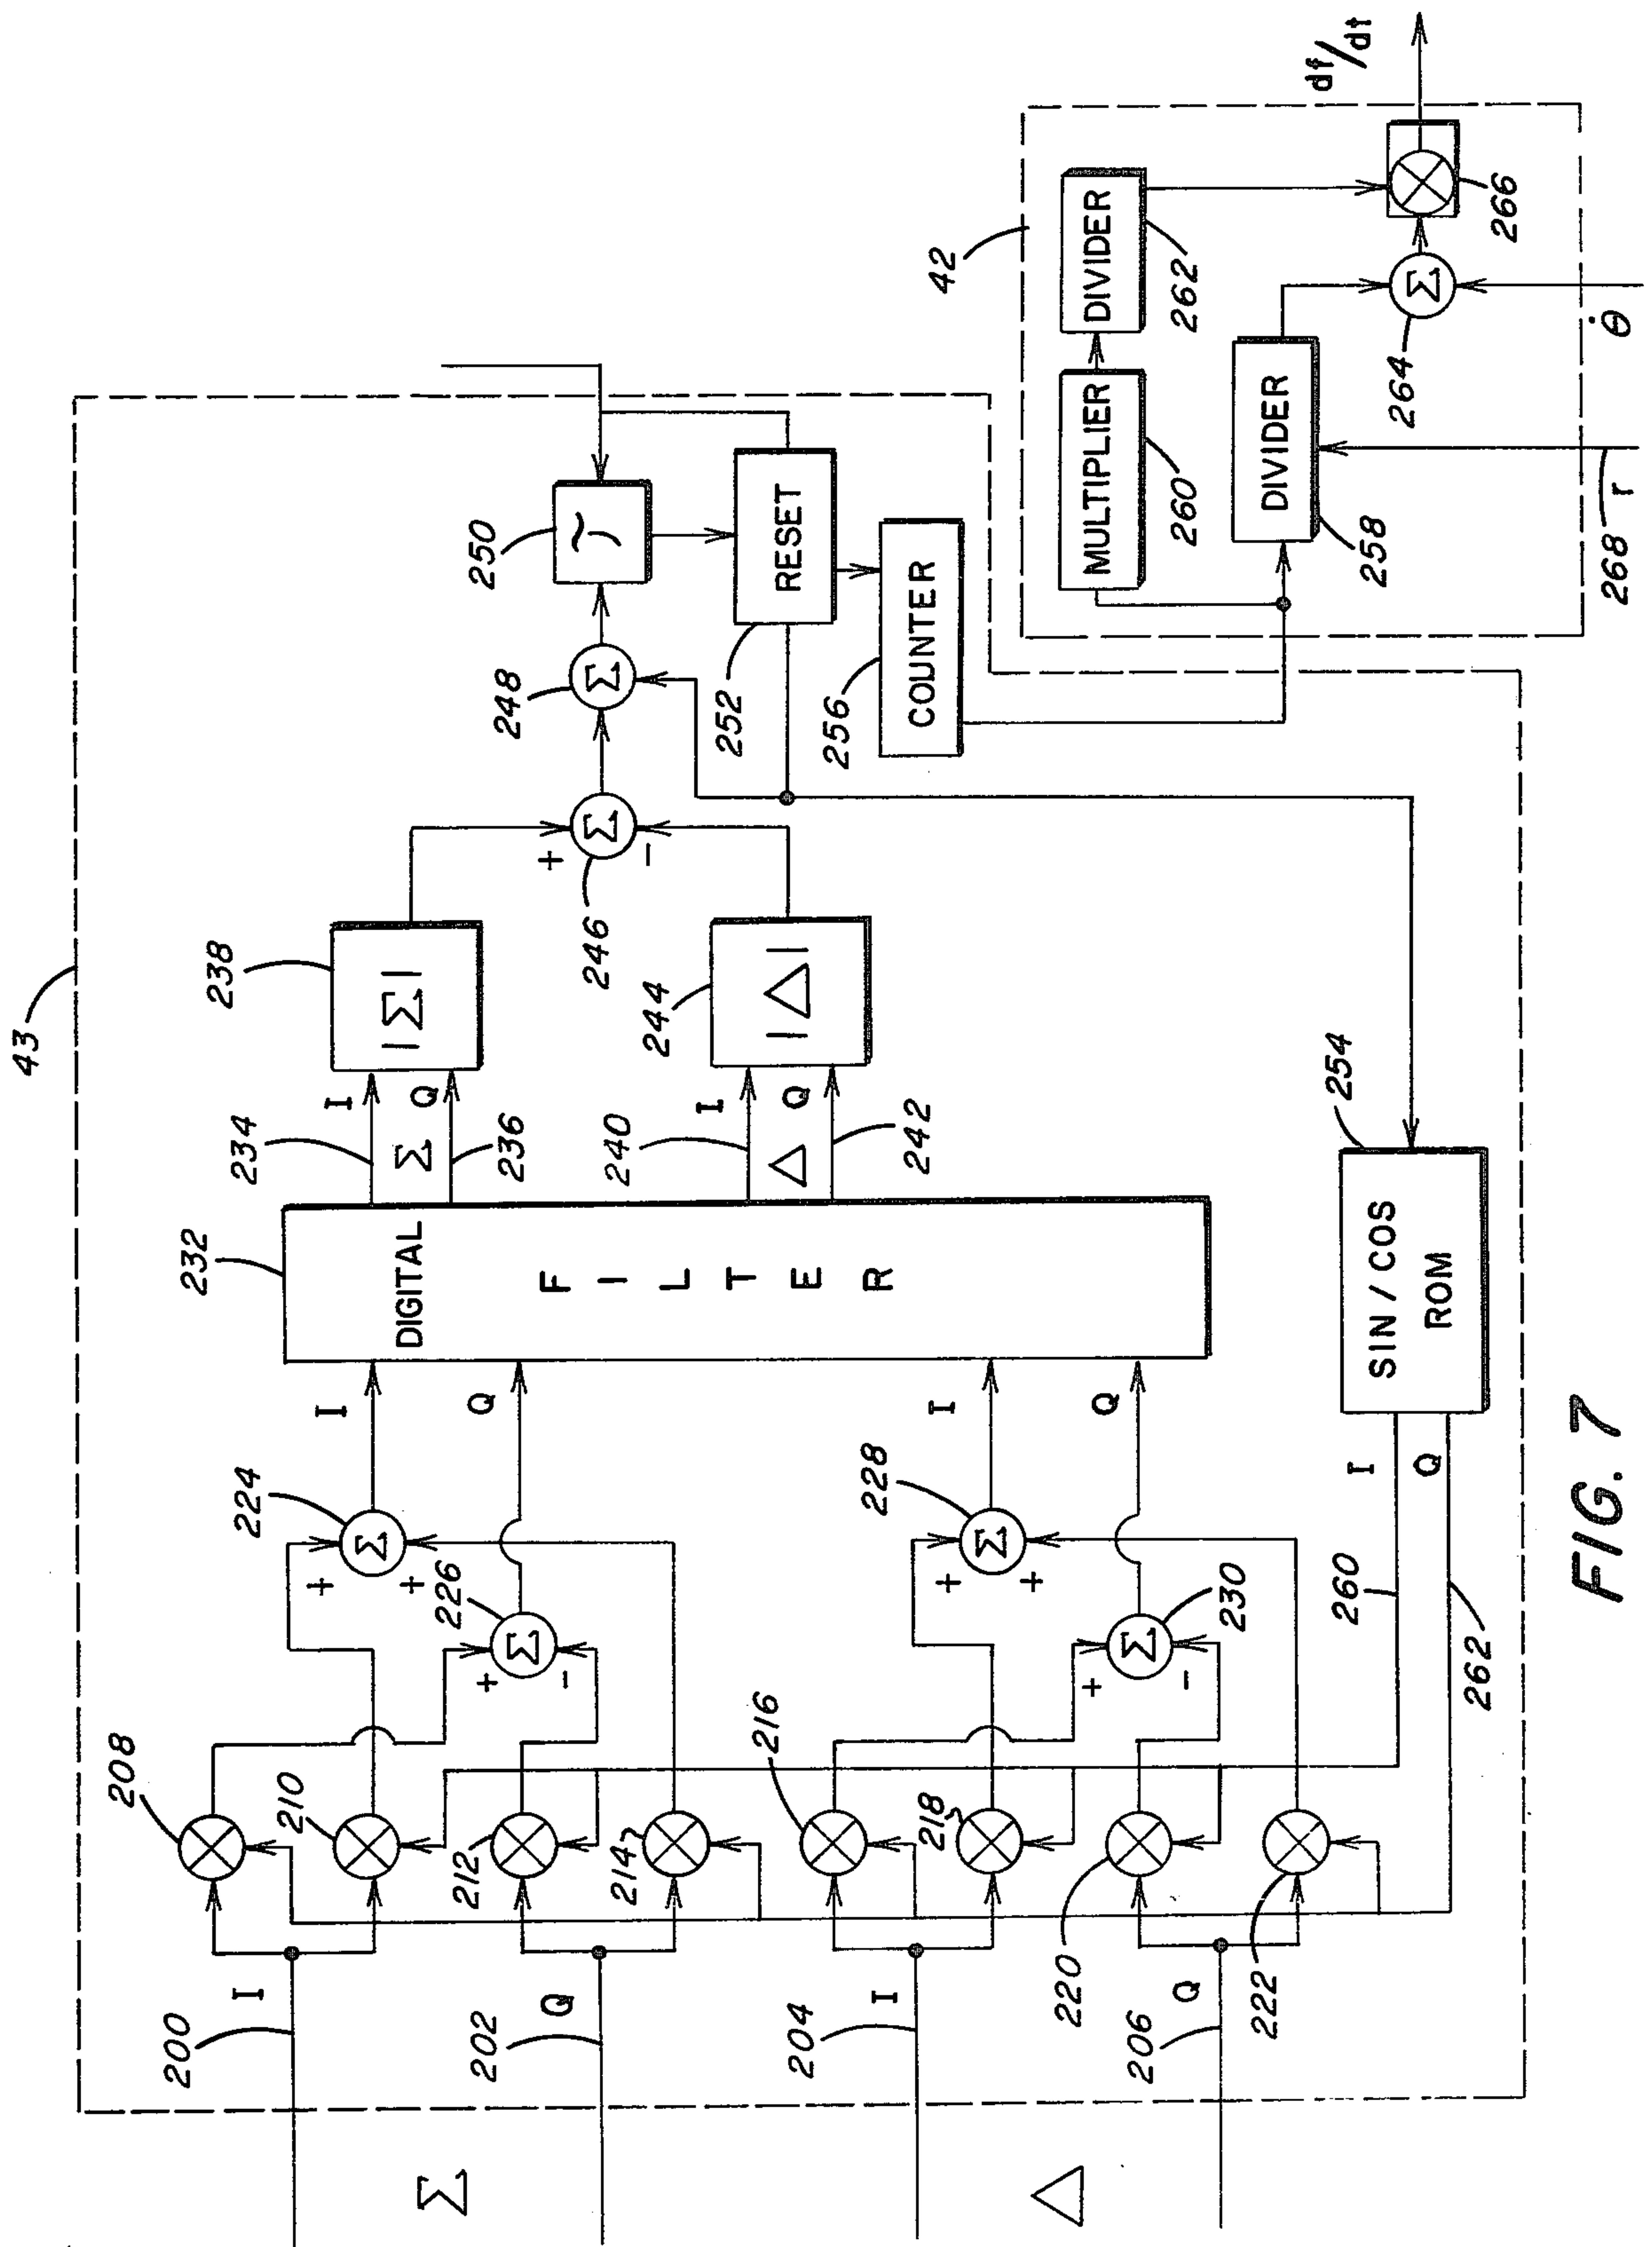 43
200
I
208
210
Σ
202
Q
212
214
204
I
216
218
Δ
206
Q
220
222
+
+
224
Σ
226
+
-
Σ
+
+
228
Σ
230
+
-
Σ
I
Q
I
Q
232
DIGITAL
FILTER
234
I
Σ
Q
236
240
I
Δ
Q
242
238
|Σ|
244
|Δ|
246
+
-
Σ
248
Σ
250
∫
252
RESET
256
COUNTER
254
SIN / COS
ROM
I
260
Q
262
42
MULTIPLIER
260
DIVIDER
262
DIVIDER
258
264
Σ
266
268
r
θ̇
df/dt
FIG. 7